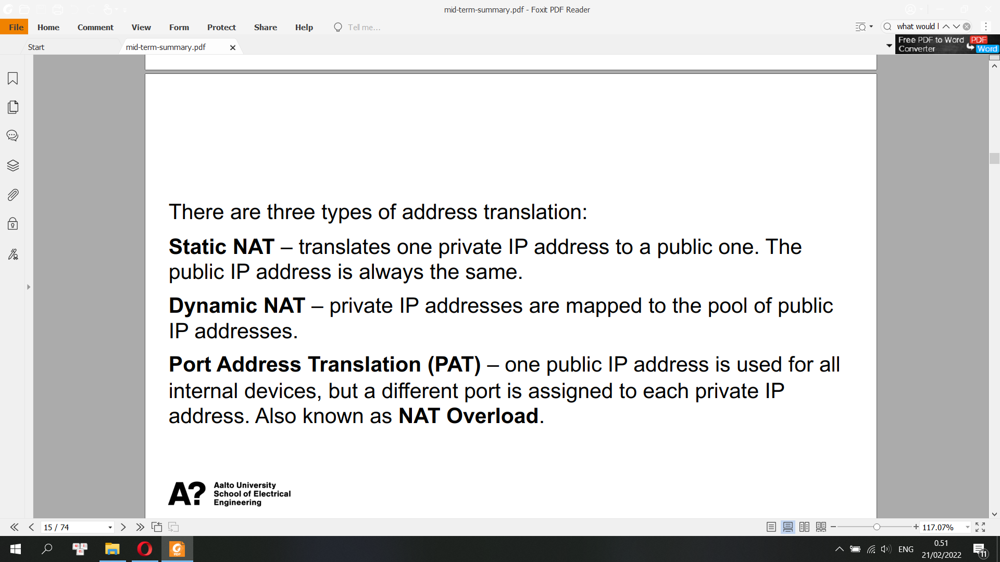 mid-term-summary.pdf - Foxit PDF Reader
File Home Comment View Form Protect Share Help Tell me...
what would l
Start
mid-term-summary.pdf
Free PDF to Word
Converter
PDF
Word
There are three types of address translation:
Static NAT – translates one private IP address to a public one. The
public IP address is always the same.
Dynamic NAT – private IP addresses are mapped to the pool of public
IP addresses.
Port Address Translation (PAT) – one public IP address is used for all
internal devices, but a different port is assigned to each private IP
address. Also known as NAT Overload.
A?
Aalto University
School of Electrical
Engineering
15 / 74
117.07%
u n i
PDF
ENG
0.51
21/02/2022
11